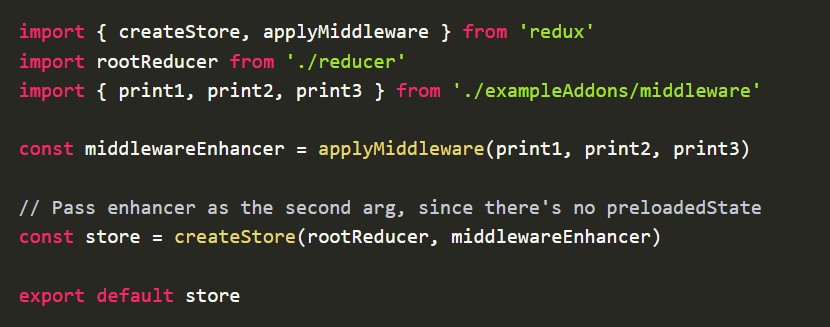 import { createStore, applyMiddleware } from 'redux'
import rootReducer from './reducer'
import { print1, print2, print3 } from './exampleAddons/middleware'
const middlewareEnhancer = applyMiddleware(print1, print2, print3)
// Pass enhancer as the second arg, since there's no preloadedState
const store = createStore(rootReducer, middlewareEnhancer)
export default store